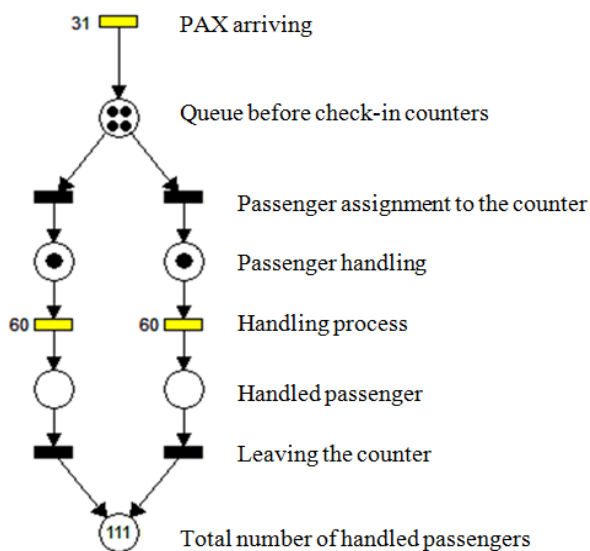 31 PAX arriving
Queue before check-in counters
Passenger assignment to the counter
Passenger handling
60 60 Handling process
Handled passenger
Leaving the counter
111 Total number of handled passengers